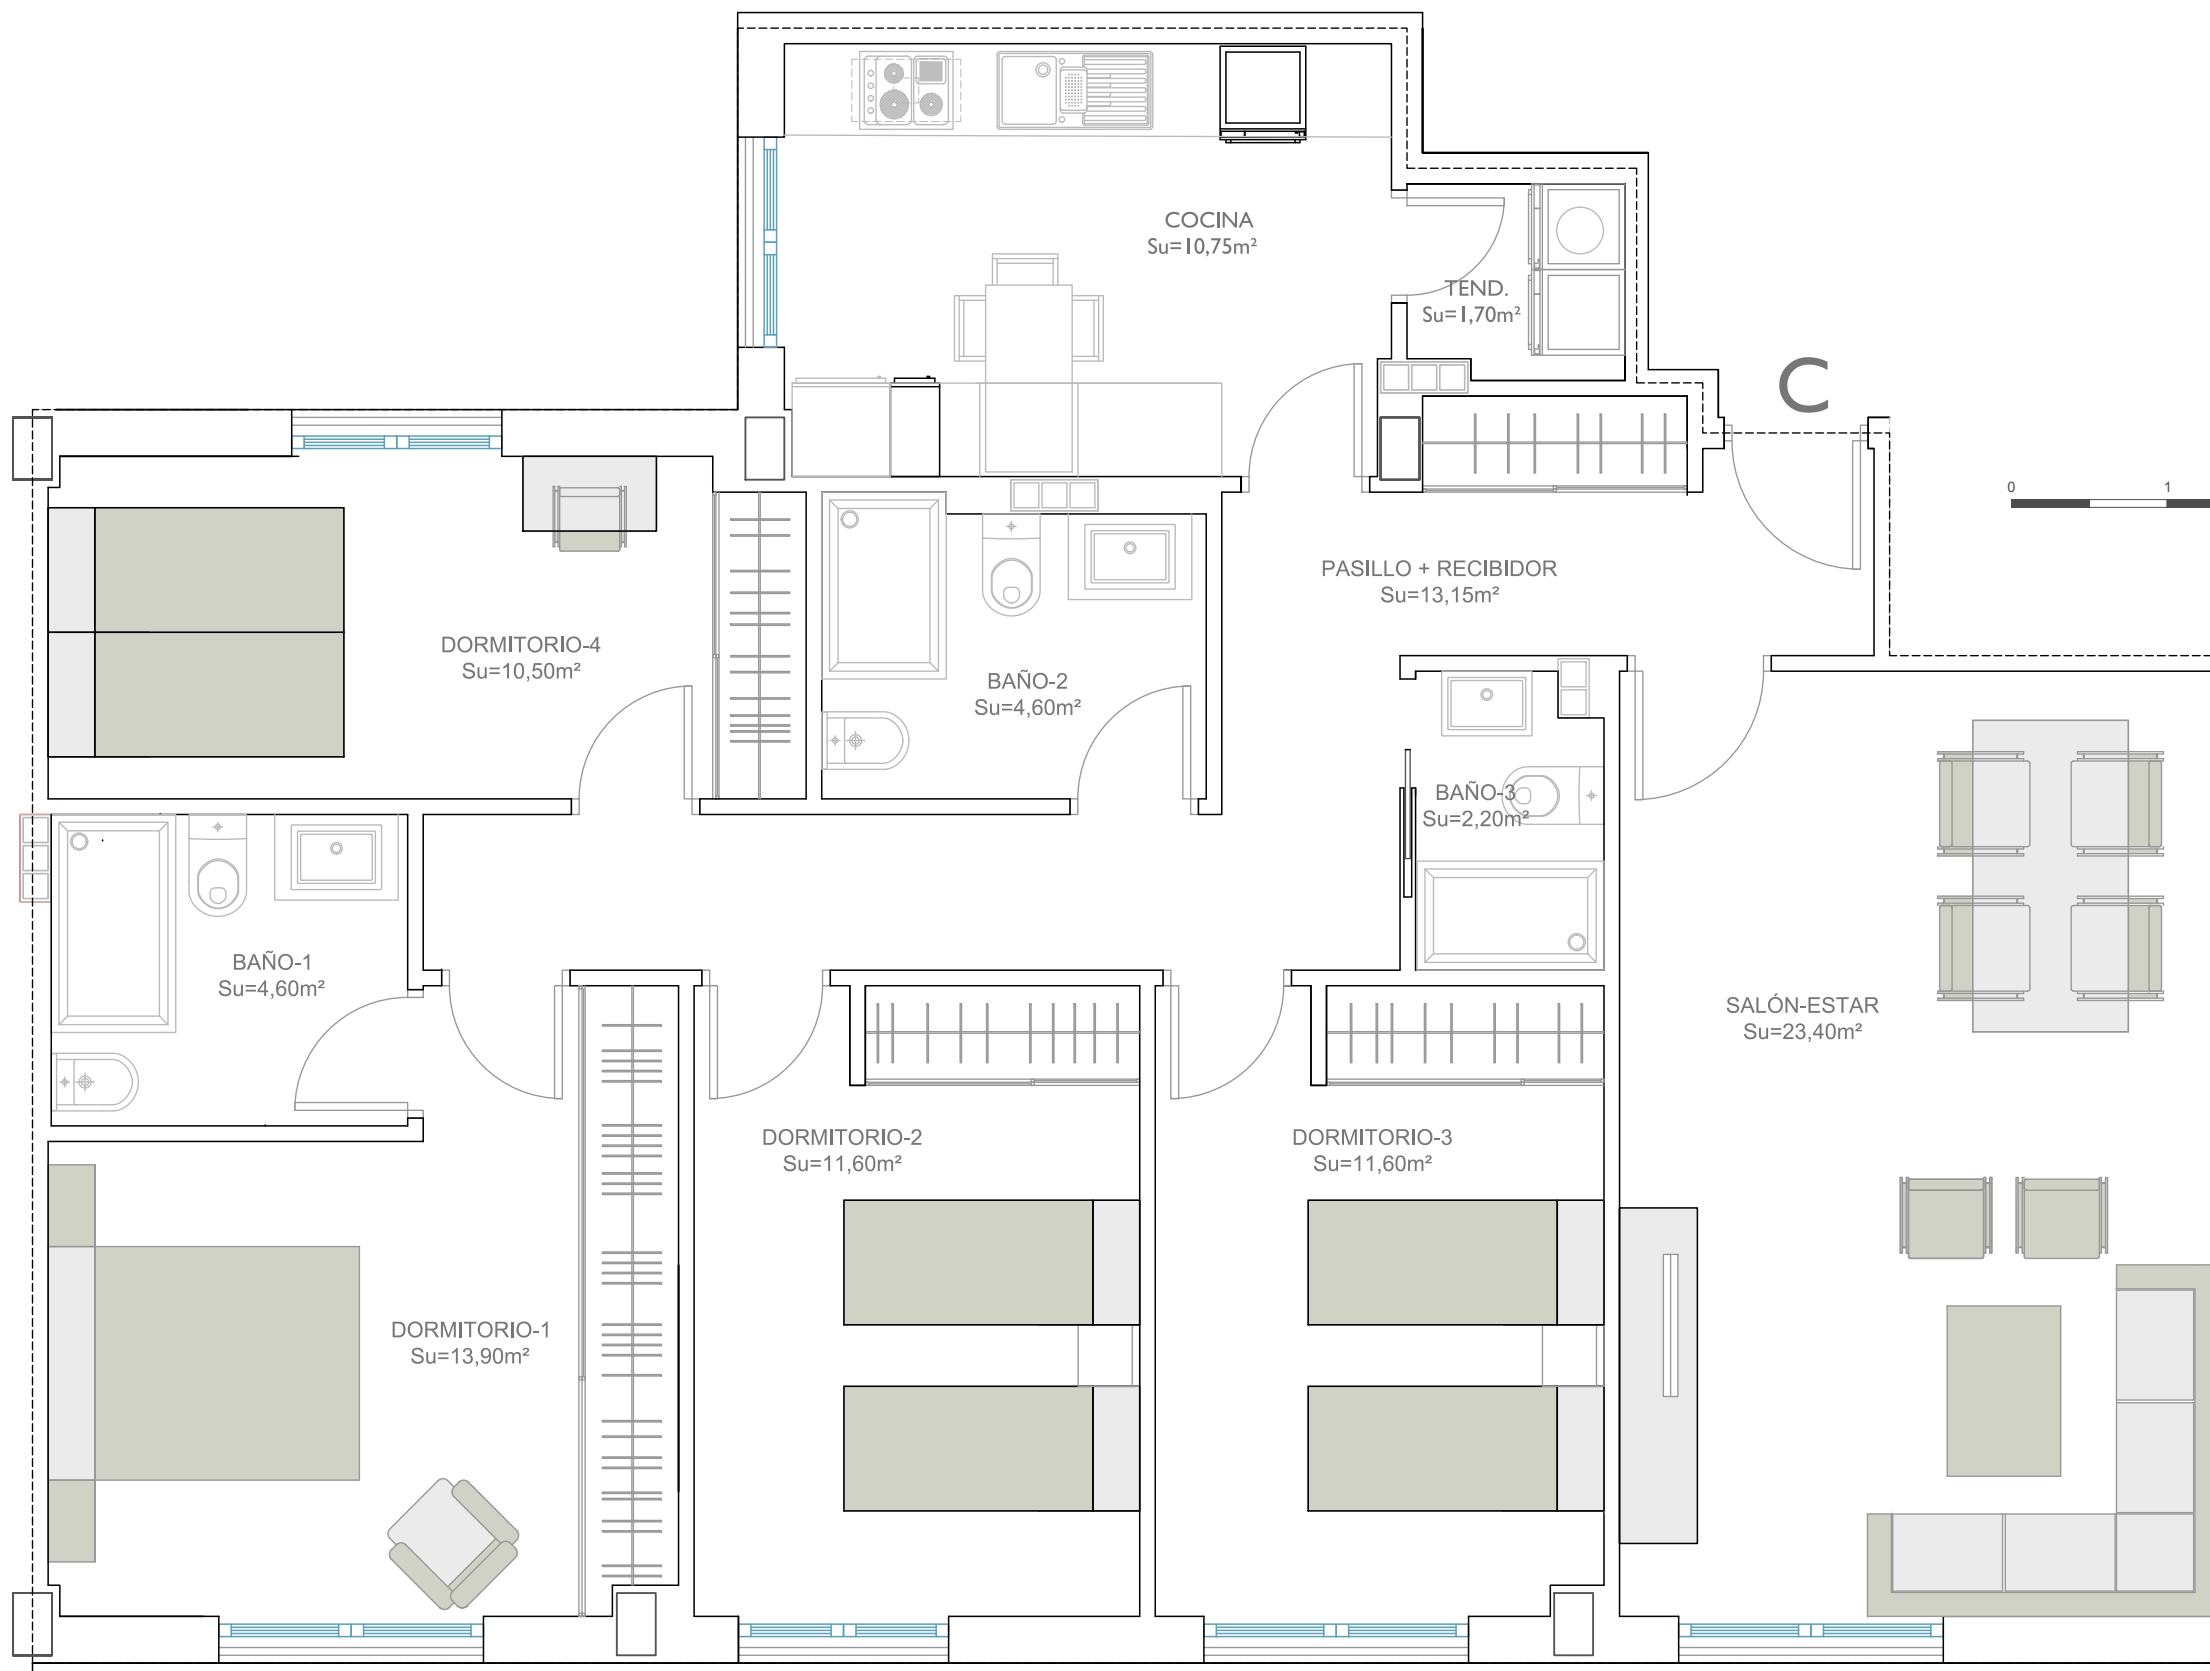 COCINA
Su=10,75m²
TEND.
Su=1,70m²
C
0 1
PASILLO + RECIBIDOR
Su=13,15m²
DORMITORIO-4
Su=10,50m²
BAÑO-2
Su=4,60m²
BAÑO-3
Su=2,20m²
BAÑO-1
Su=4,60m²
SALÓN-ESTAR
Su=23,40m²
DORMITORIO-2
Su=11,60m²
DORMITORIO-3
Su=11,60m²
DORMITORIO-1
Su=13,90m²